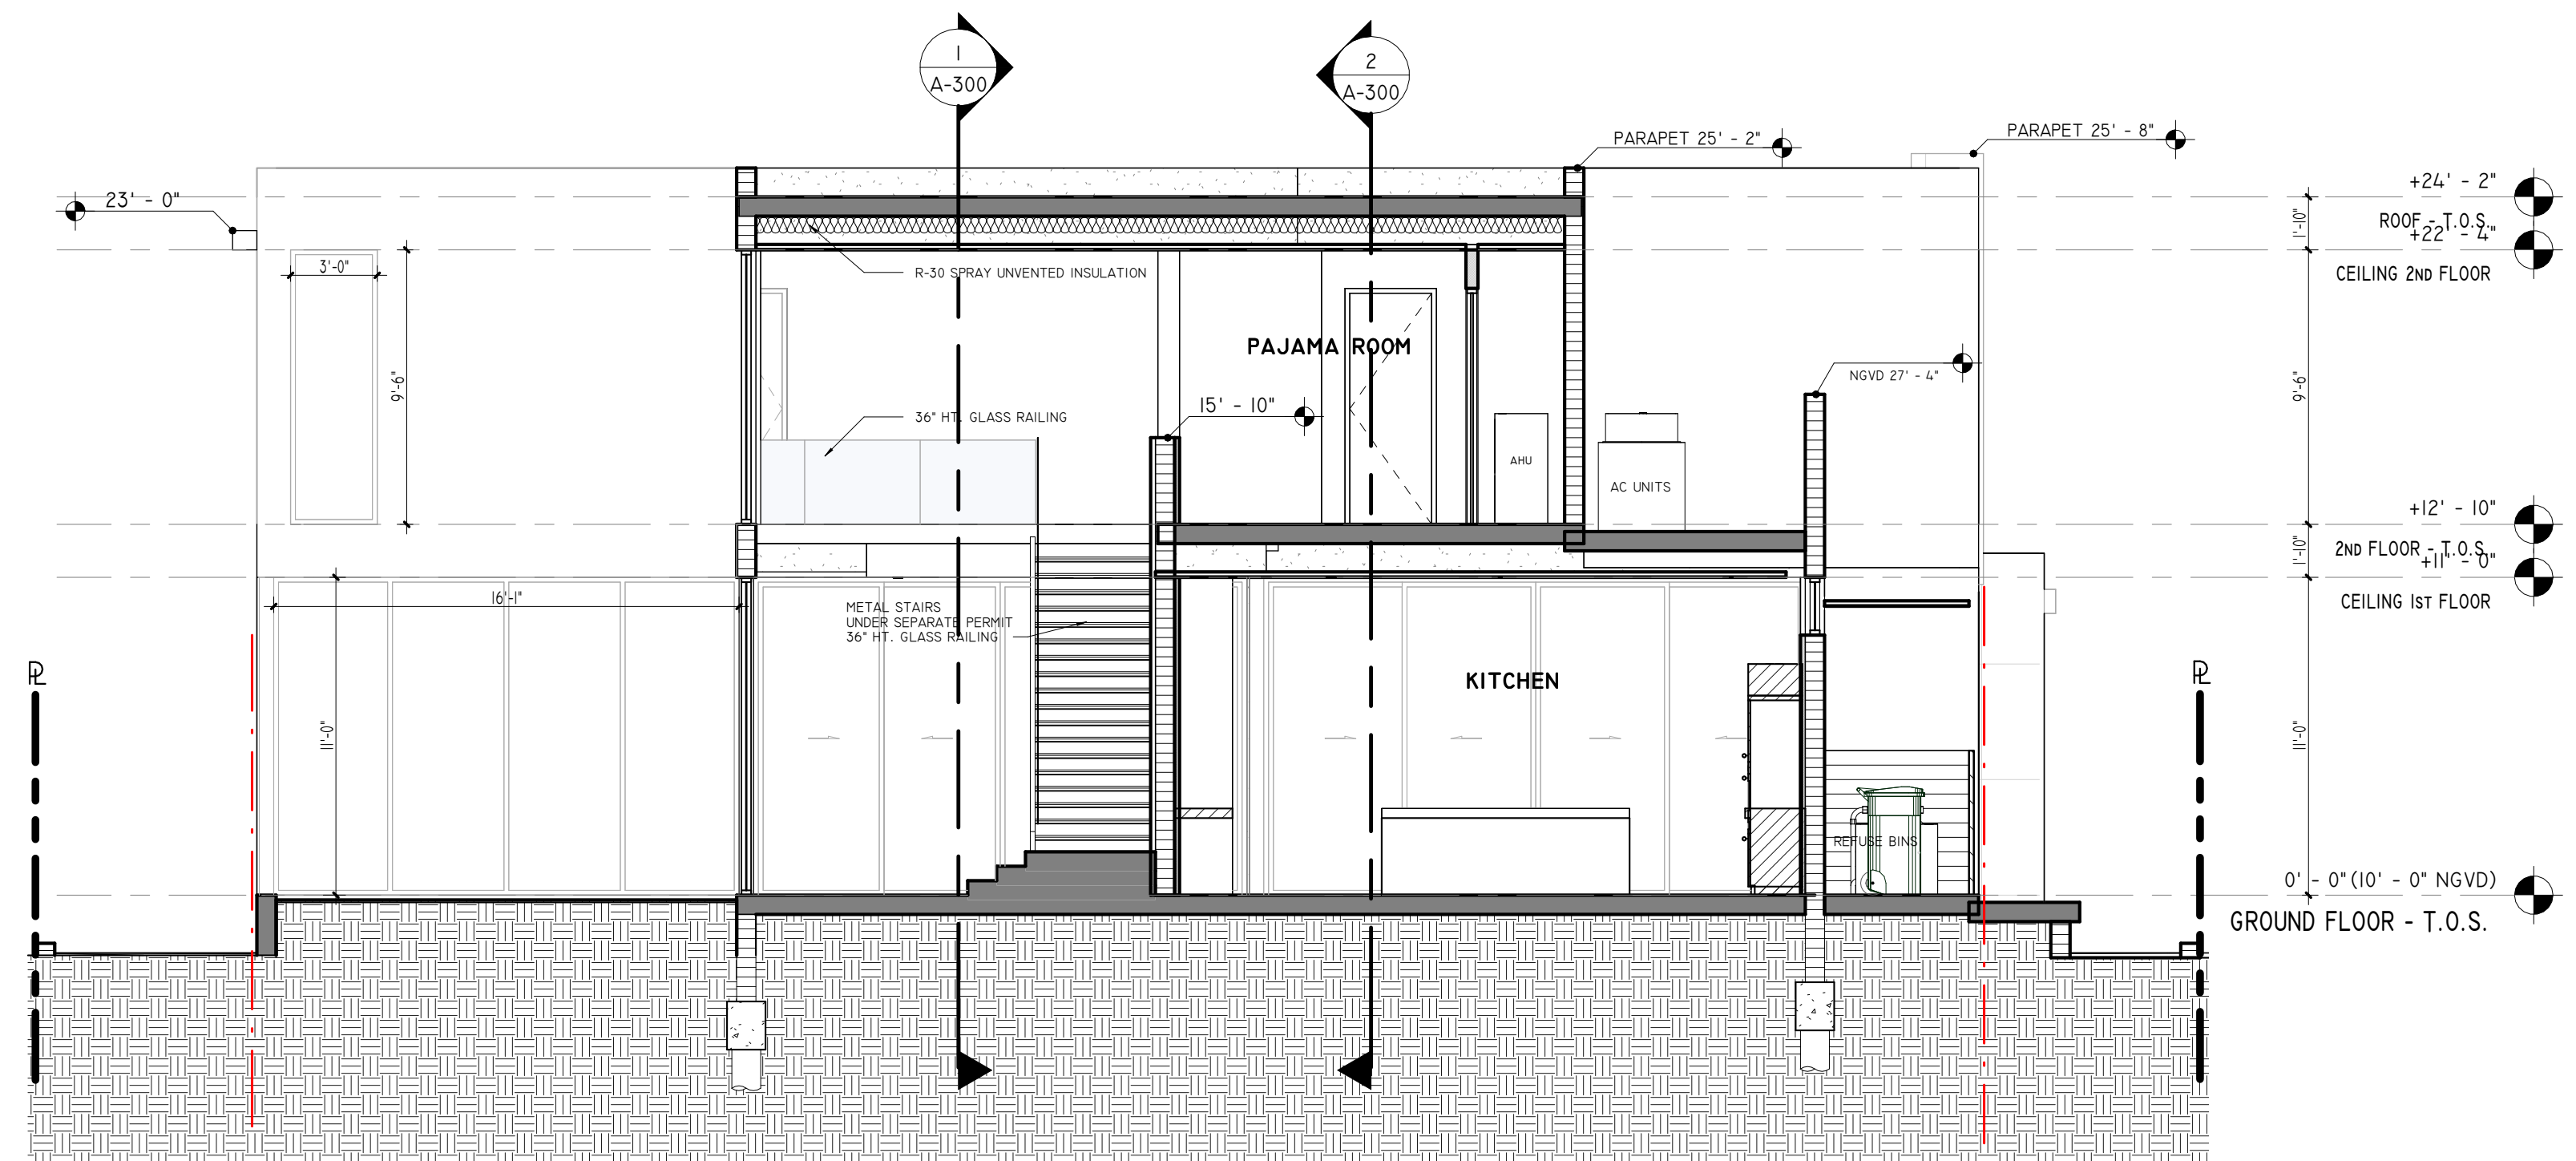 1
A-300
2
A-300
PARAPET 25' - 2"
PARAPET 25' - 8"
23' - 0"
+24' - 2"
ROOF - T.O.S.
1'-10"
+22' - 4"
CEILING 2ND FLOOR
3'-0"
R-30 SPRAY UNVENTED INSULATION
PAJAMA ROOM
NGVD 27' - 4"
9'-6"
9'-6"
36" HT. GLASS RAILING
15' - 10"
AHU
AC UNITS
+12' - 10"
2ND FLOOR - T.O.S.
1'-10"
+11' - 0"
CEILING 1ST FLOOR
16'-1"
METAL STAIRS
UNDER SEPARATE PERMIT
36" HT. GLASS RAILING
PL
KITCHEN
PL
11'-0"
11'-0"
REFUSE BINS
0' - 0"(10' - 0" NGVD)
GROUND FLOOR - T.O.S.